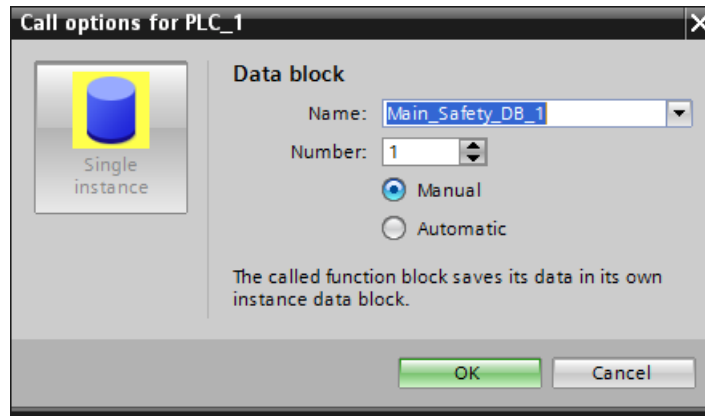 Call options for PLC_1
Single
instance
Data block
Name: Main_Safety_DB_1
Number: 1
Manual
Automatic
The called function block saves its data in its own
instance data block.
OK Cancel